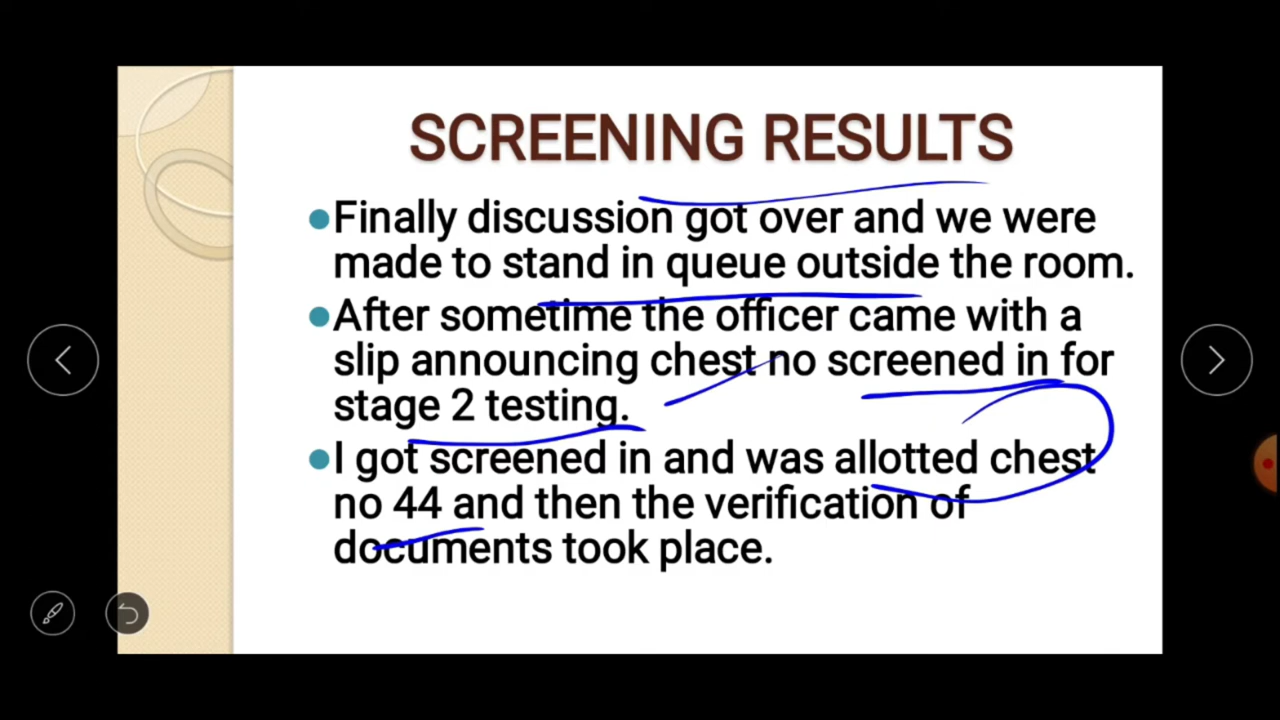 SCREENING RESULTS
Finally discussion got over and we were
made to stand in queue outside the room.
After sometime the officer came with a
slip announcing chest no screened in for
stage 2 testing.
I got screened in and was allotted chest
no 44 and then the verification of
documents took place.